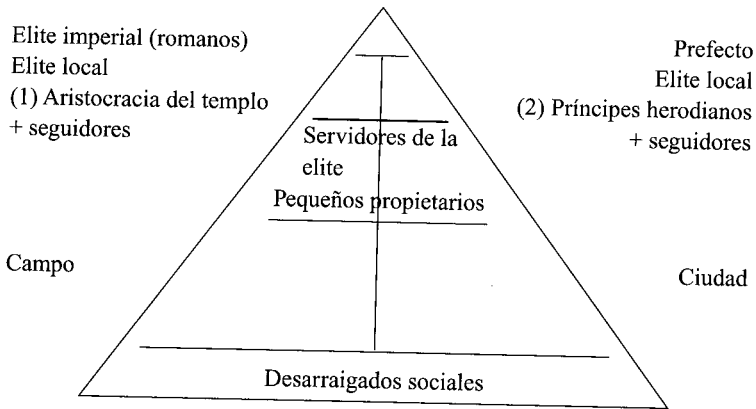 Elite imperial (romanos)
Elite local
(1) Aristocracia del templo
+ seguidores
Prefecto
Elite local
(2) Príncipes herodianos
+ seguidores
Servidores de la
elite
Pequeños propietarios
Campo
Ciudad
Desarraigados sociales